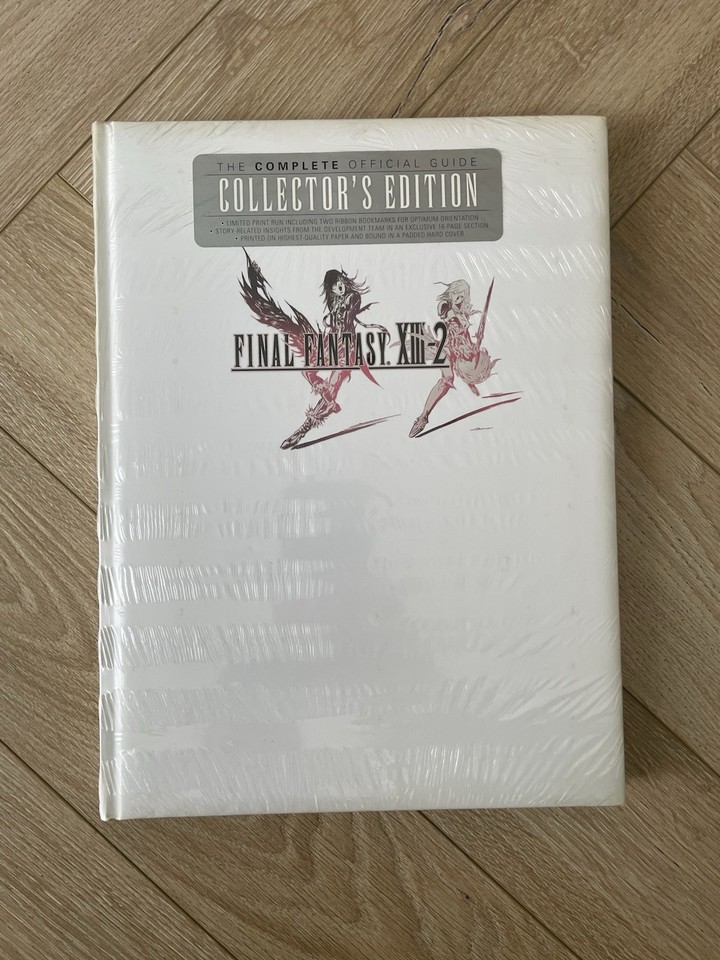 THE COMPLETE OFFICIAL GUIDE
COLLECTOR'S EDITION
• LIMITED PRINT RUN INCLUDING TWO RIBBON BOOKMARKS FOR OPTIMUM ORIENTATION
• STORY-RELATED INSIGHTS FROM THE DEVELOPMENT TEAM IN AN EXCLUSIVE 16-PAGE SECTION
• PRINTED ON HIGHEST QUALITY PAPER AND BOUND IN A PADDED HARD COVER
FINAL FANTASY XIII-2